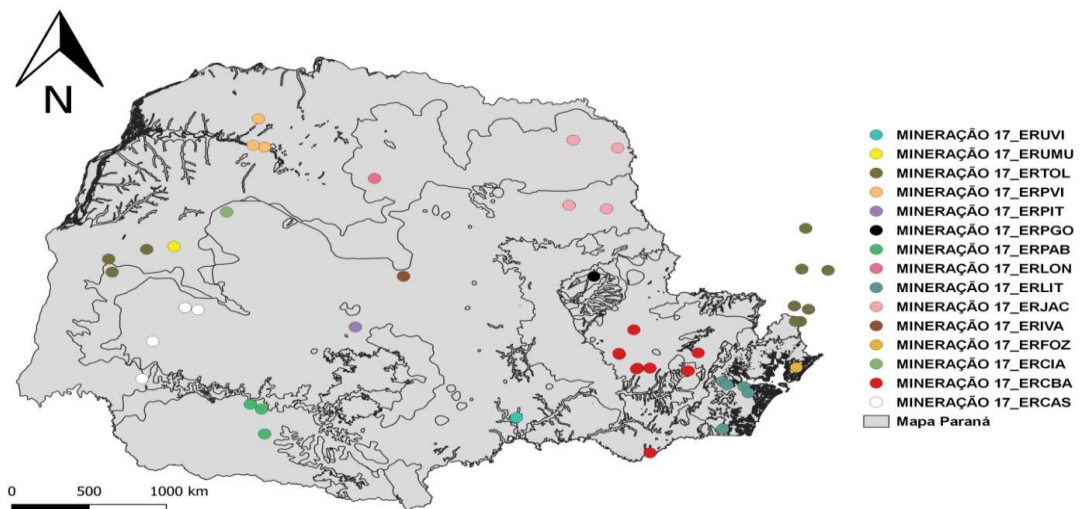 N
MINERAÇÃO 17_ERUVI
MINERAÇÃO 17_ERUMU
MINERAÇÃO 17_ERTOL
MINERAÇÃO 17_ERPVI
MINERAÇÃO 17_ERPIT
MINERAÇÃO 17_ERPGO
MINERAÇÃO 17_ERPAB
MINERAÇÃO 17_ERLON
MINERAÇÃO 17_ERLIT
MINERAÇÃO 17_ERJAC
MINERAÇÃO 17_ERIVA
MINERAÇÃO 17_ERFOZ
MINERAÇÃO 17_ERCIA
MINERAÇÃO 17_ERCBA
MINERAÇÃO 17_ERCAS
Mapa Paraná
0 500 1000 km